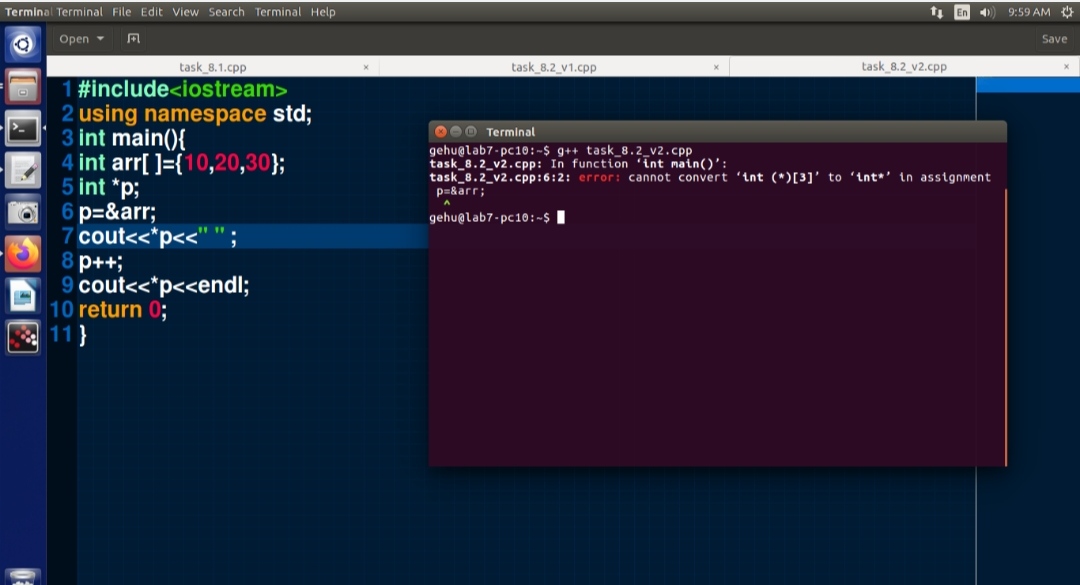 Terminal Terminal File Edit View Search Terminal Help En 9:59 AM
Open Save
task_8.1.cpp × task_8.2_v1.cpp × task_8.2_v2.cpp ×
1 #include<iostream>
2 using namespace std;
3 int main(){
4 int arr[ ]={10,20,30};
5 int *p;
6 p=&arr;
7 cout<<*p<<" " ;
8 p++;
9 cout<<*p<<endl;
10 return 0;
11 }
Terminal
gehu@lab7-pc10:~$ g++ task_8.2_v2.cpp
task_8.2_v2.cpp: In function ‘int main()’:
task_8.2_v2.cpp:6:2: error: cannot convert ‘int (*)[3]’ to ‘int*’ in assignment
p=&arr;
^
gehu@lab7-pc10:~$